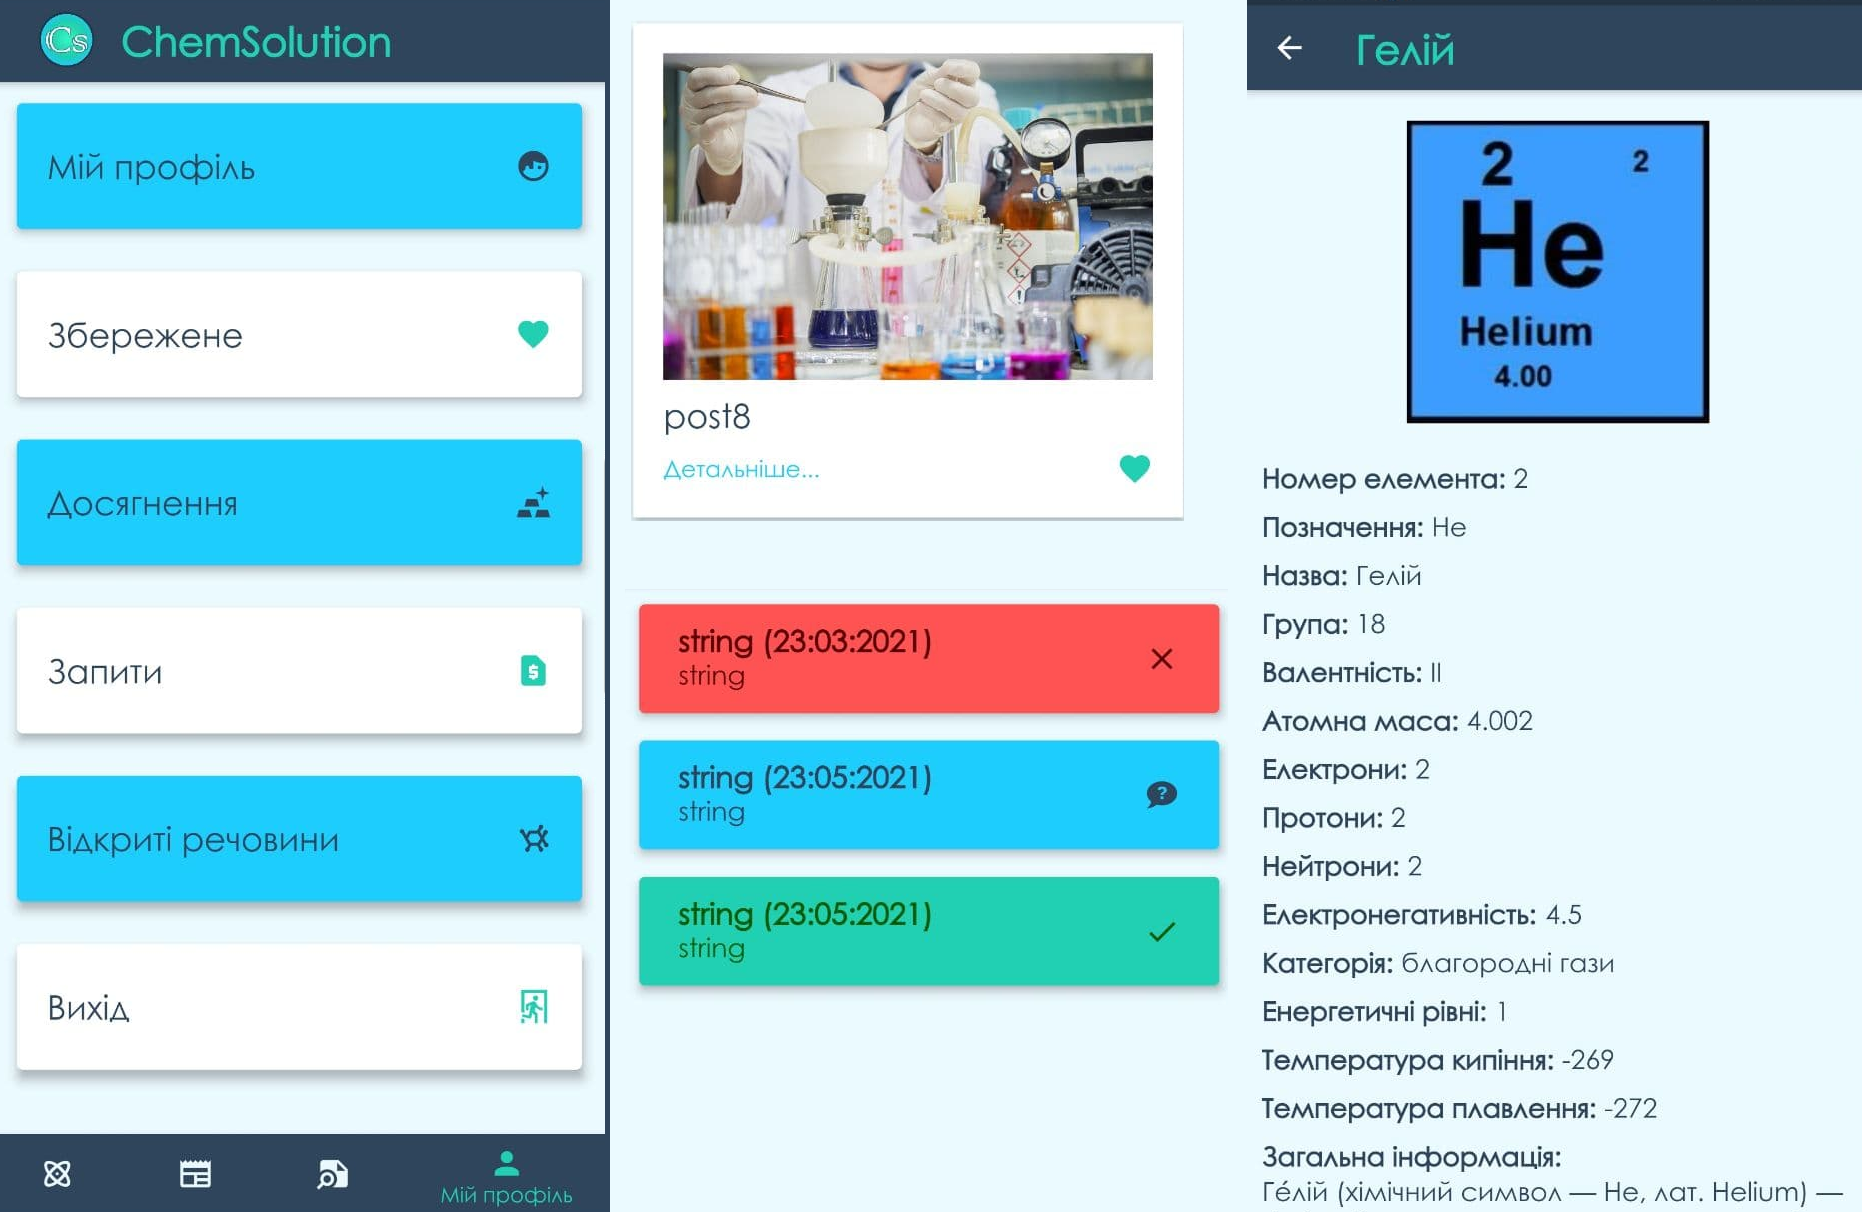 Cs ChemSolution
Мій профіль
Збережене
Досягнення
Запити
Відкриті речовини
Вихід
Мій профіль
post8
Детальніше...
string (23:03:2021)
string
string (23:05:2021)
string
string (23:05:2021)
string
Гелій
2 2
He
Helium
4.00
Номер елемента: 2
Позначення: He
Назва: Гелій
Група: 18
Валентність: II
Атомна маса: 4.002
Електрони: 2
Протони: 2
Нейтрони: 2
Електронегативність: 4.5
Категорія: благородні гази
Енергетичні рівні: 1
Температура кипіння: -269
Температура плавлення: -272
Загальна інформація:
Ге́лій (хімічний символ — He, лат. Helium) —